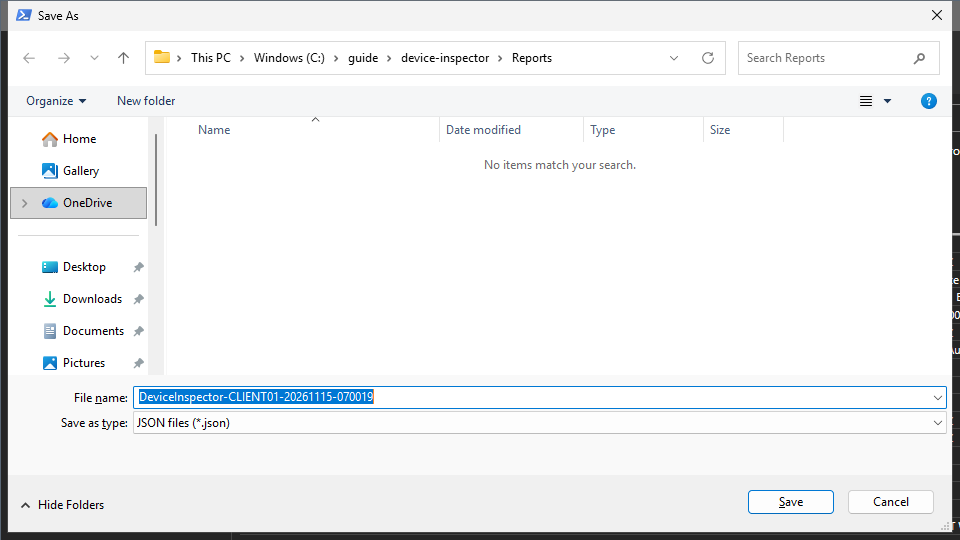 Save As
This PC > Windows (C:) > guide > device-inspector > Reports
Search Reports
Organize
New folder
Home
Gallery
OneDrive
Desktop
Downloads
Documents
Pictures
Name
Date modified
Type
Size
No items match your search.
File name: DeviceInspector-CLIENT01-20261115-070019
Save as type: JSON files (*.json)
Hide Folders
Save
Cancel